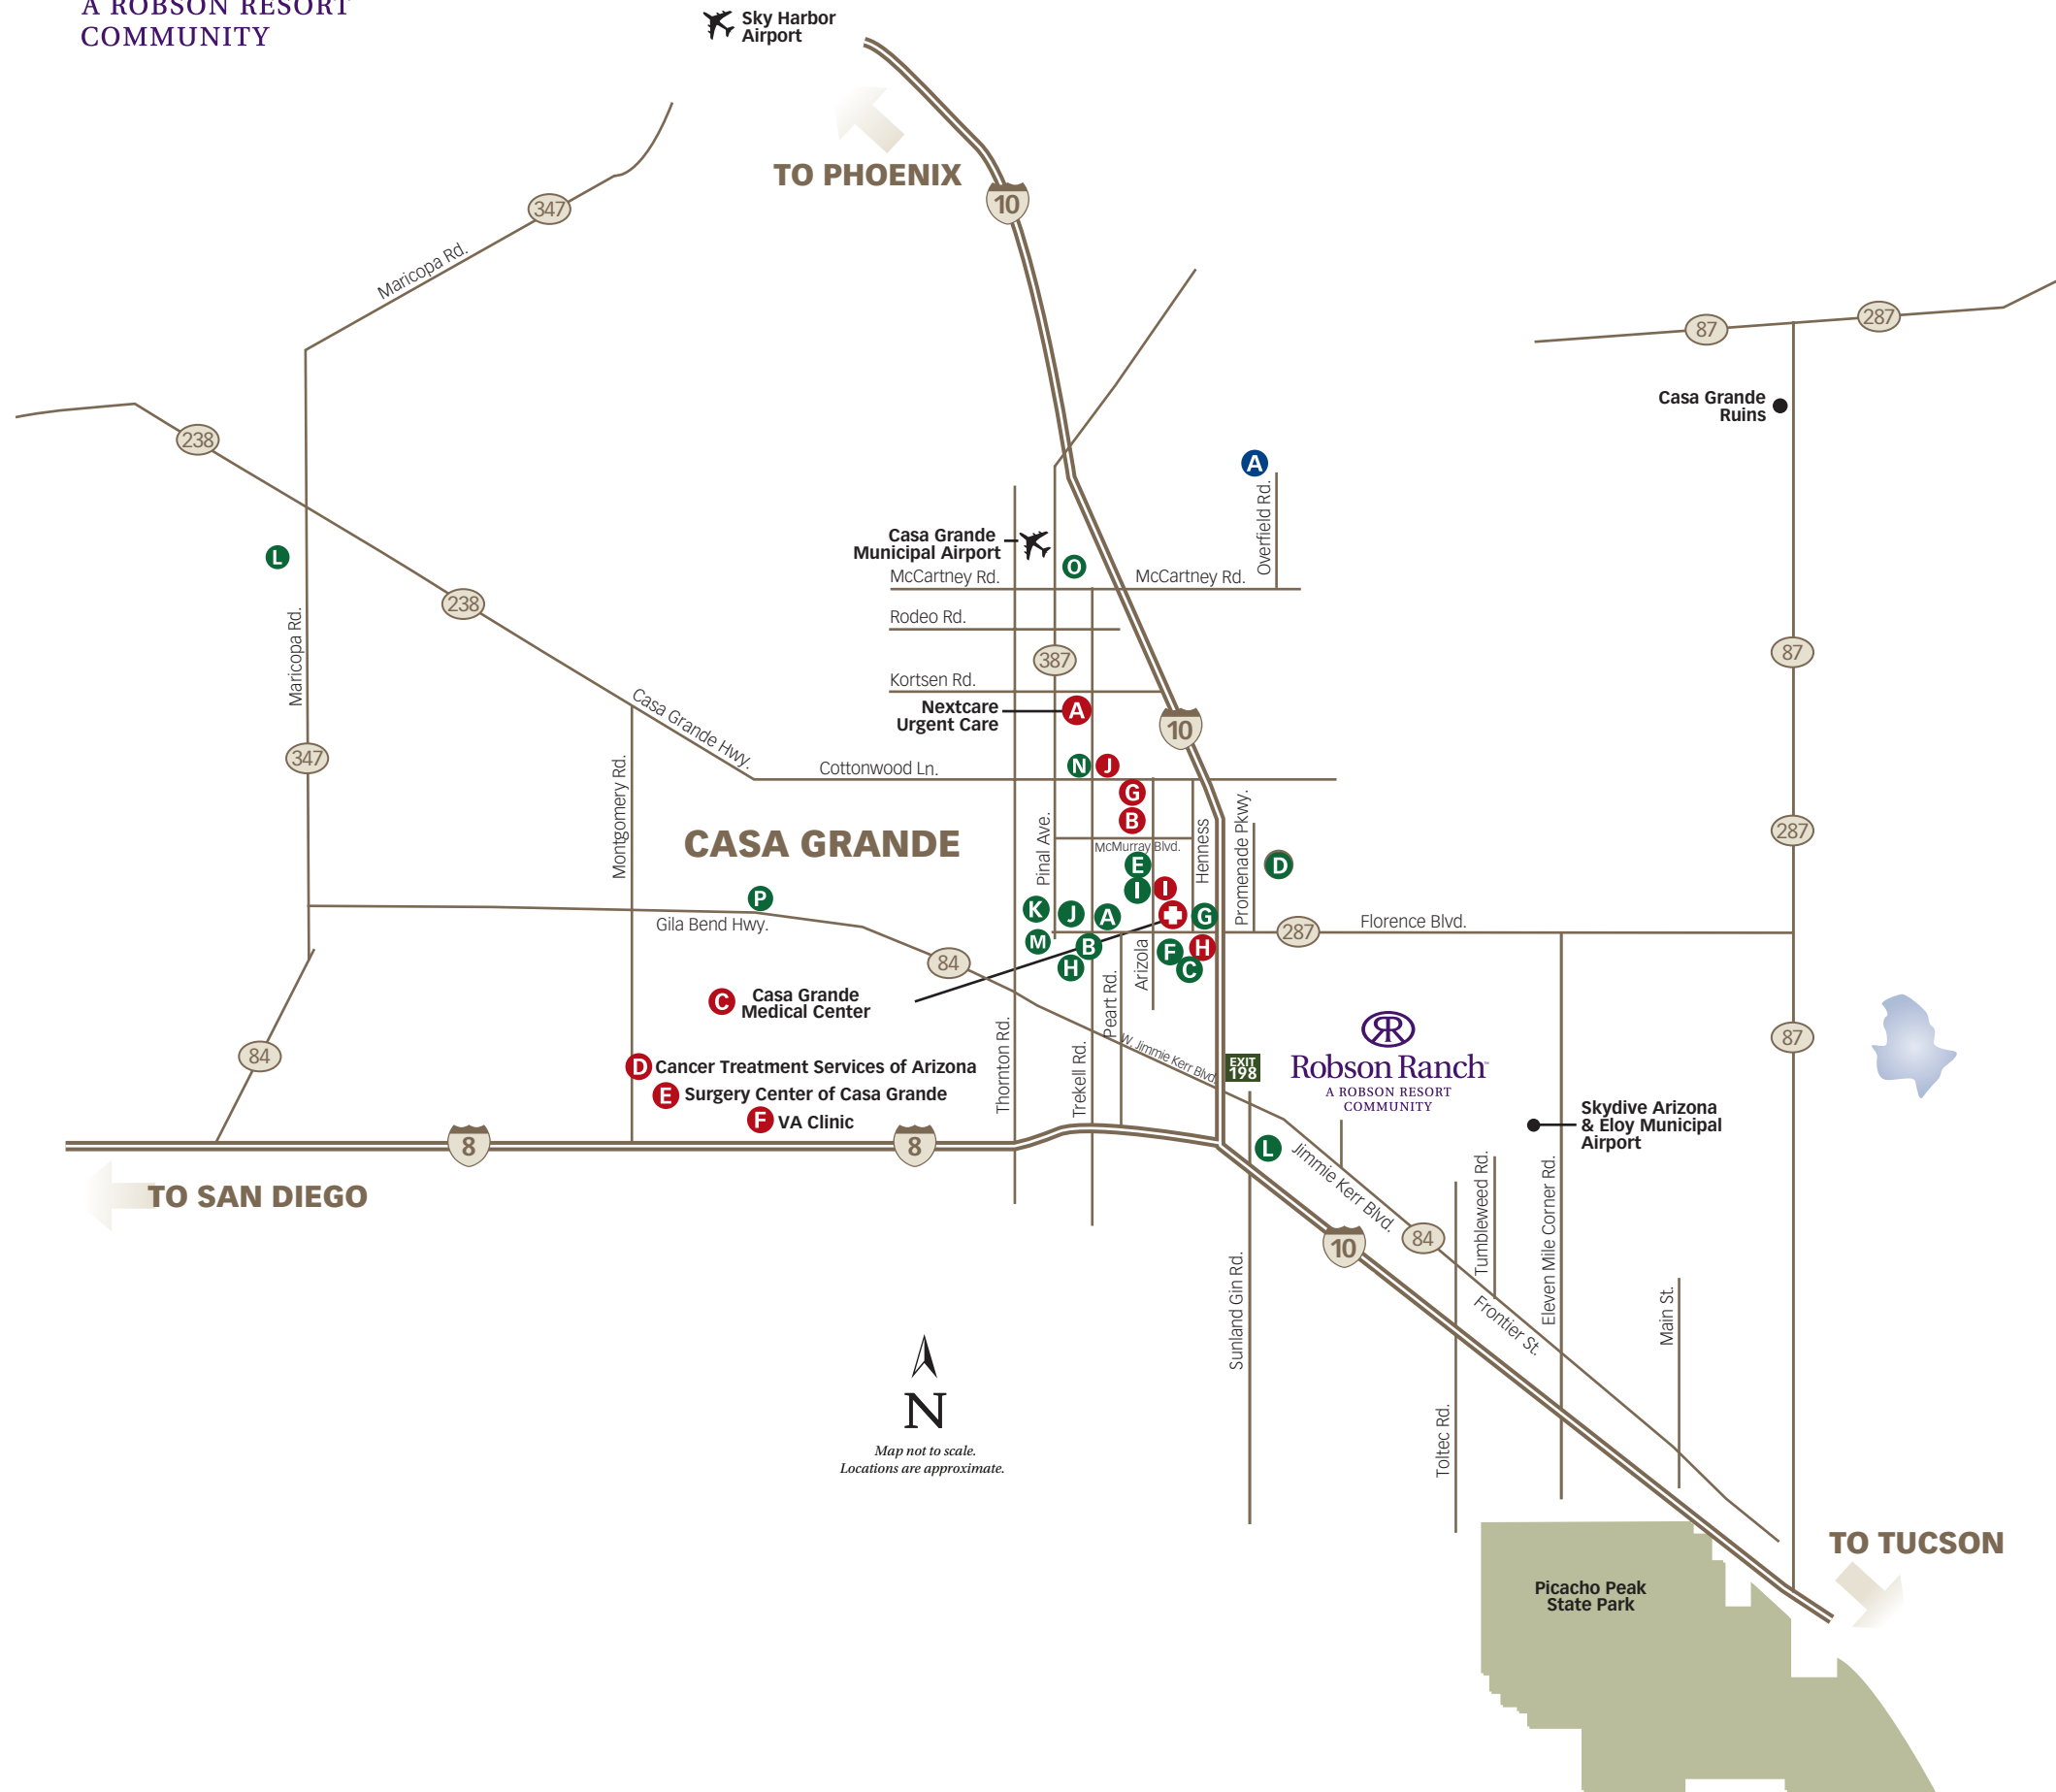 A ROBSON RESORT
COMMUNITY
Sky Harbor
Airport
TO PHOENIX
10
347
Maricopa Rd.
87
287
Casa Grande
Ruins
238
A
Overfield Rd.
Casa Grande
Municipal Airport
L
O
McCartney Rd.
McCartney Rd.
238
Rodeo Rd.
Maricopa Rd.
387
87
Kortsen Rd.
Nextcare
Urgent Care
A
10
Casa Grande Hwy.
347
Montgomery Rd.
Cottonwood Ln.
N
J
G
B
287
CASA GRANDE
Pinal Ave.
McMurray Blvd.
Henness
Promenade Pkwy.
E
D
I
I
P
K
J
A
G
Gila Bend Hwy.
287
Florence Blvd.
M
B
H
F
H
C
84
Arizola
Peart Rd.
C
Casa Grande
Medical Center
Thornton Rd.
Trekell Rd.
W. Jimmie Kerr Blvd.
EXIT
198
RR
Robson Ranch™
A ROBSON RESORT
COMMUNITY
87
84
D
Cancer Treatment Services of Arizona
E
Surgery Center of Casa Grande
F
VA Clinic
Skydive Arizona
& Eloy Municipal
Airport
8
8
L
Jimmie Kerr Blvd.
TO SAN DIEGO
Tumbleweed Rd.
Eleven Mile Corner Rd.
10
84
Sunland Gin Rd.
Frontier St.
Main St.
Toltec Rd.
N
Map not to scale.
Locations are approximate.
TO TUCSON
Picacho Peak
State Park